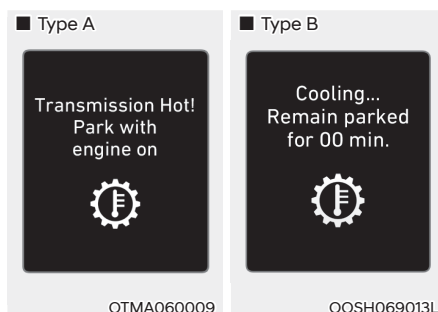 ■ Type A
Transmission Hot!
Park with
engine on
OTMA060009
■ Type B
Cooling...
Remain parked
for 00 min.
OOSH069013L